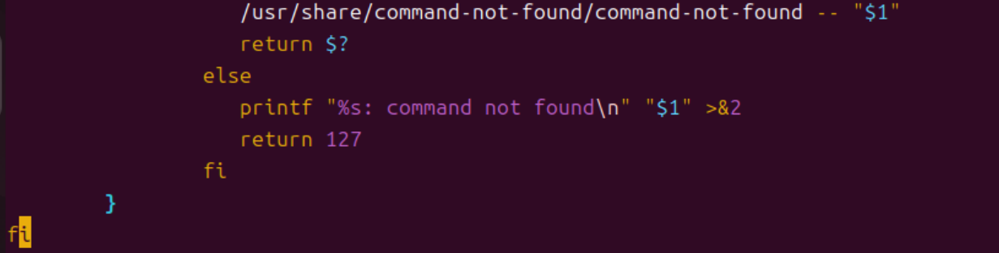 /usr/share/command-not-found/command-not-found -- "$1"
return $?
else
printf "%s: command not found\n" "$1" >&2
return 127
fi
}
fi